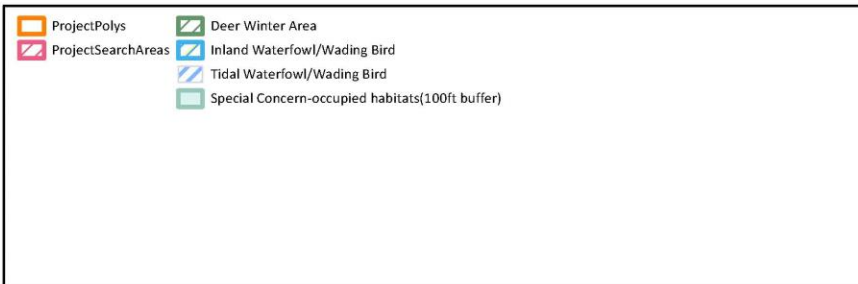 ProjectPolys
ProjectSearchAreas
Deer Winter Area
Inland Waterfowl/Wading Bird
Tidal Waterfowl/Wading Bird
Special Concern-occupied habitats(100ft buffer)